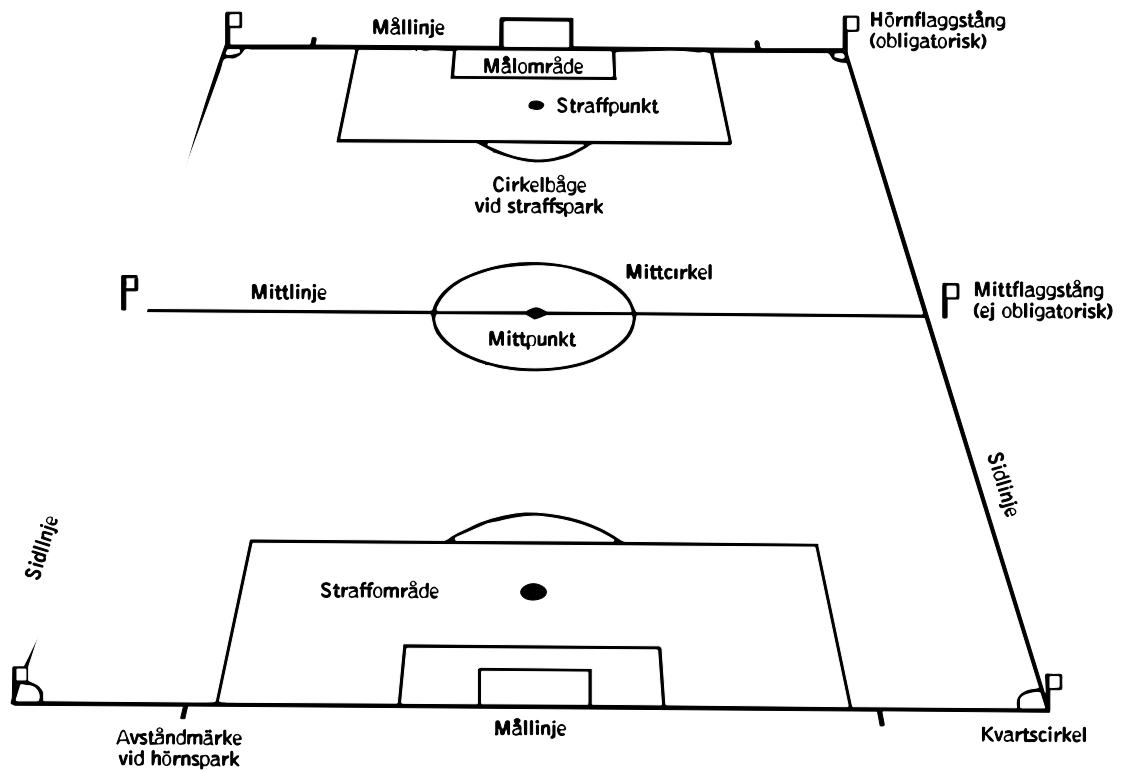 Mållinje
Hörnflaggstång
(obligatorisk)
Målområde
Straffpunkt
Cirkelbåge
vid straffspark
Mittcirkel
Mittlinje
Mittflaggstång
(ej obligatorisk)
Mittpunkt
Sidlinje
Sidlinje
Straffområde
Mållinje
Avståndmärke
vid hörnspark
Kvartscirkel